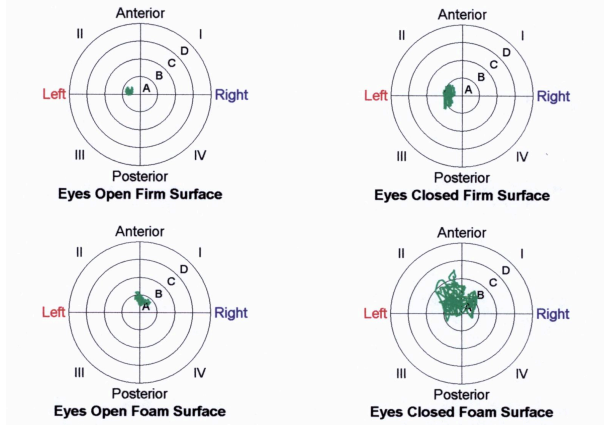 Anterior
II
I
D
C
B
A
Left
Right
III
IV
Posterior
Eyes Open Firm Surface
Anterior
II
I
D
C
B
A
Left
Right
III
IV
Posterior
Eyes Closed Firm Surface
Anterior
II
I
D
C
B
A
Left
Right
III
IV
Posterior
Eyes Open Foam Surface
Anterior
II
I
D
C
B
A
Left
Right
III
IV
Posterior
Eyes Closed Foam Surface